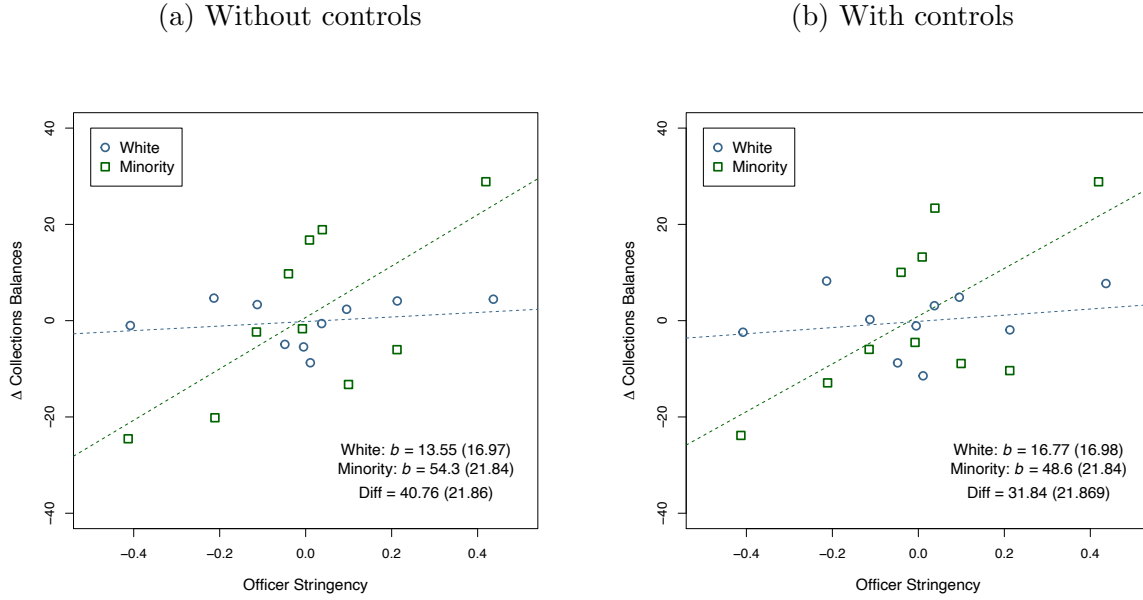 (a) Without controls
(b) With controls
Δ Collections Balances
40
20
0
−20
−40
White
Minority
White: b = 13.55 (16.97)
Minority: b = 54.3 (21.84)
Diff = 40.76 (21.86)
−0.4
−0.2
0.0
0.2
0.4
Officer Stringency
Δ Collections Balances
40
20
0
−20
−40
White
Minority
White: b = 16.77 (16.98)
Minority: b = 48.6 (21.84)
Diff = 31.84 (21.869)
−0.4
−0.2
0.0
0.2
0.4
Officer Stringency